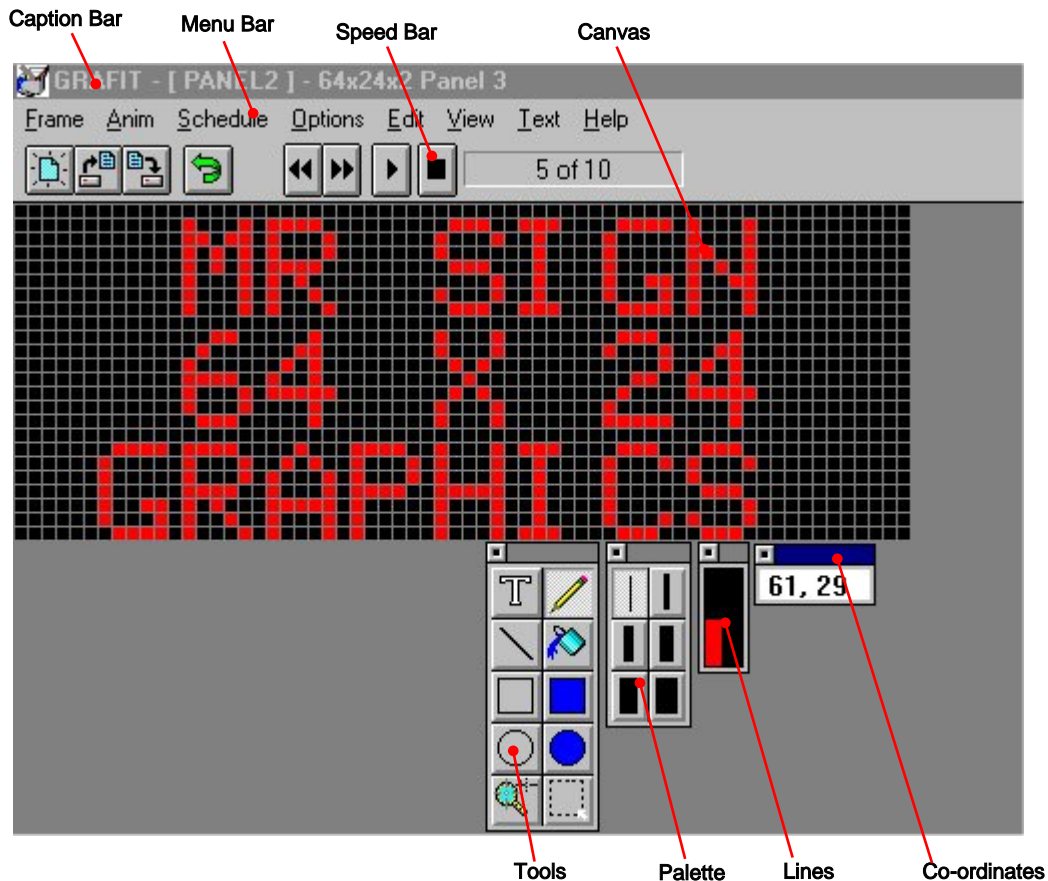 Caption Bar
Menu Bar
Speed Bar
Canvas
GRAFIT - [ PANEL2 ] - 64x24x2 Panel 3
Frame Anim Schedule Options Edit View Text Help
5 of 10
MR SIGN
64 X 24
GRAPHICS
T
61, 29
Tools
Palette
Lines
Co-ordinates